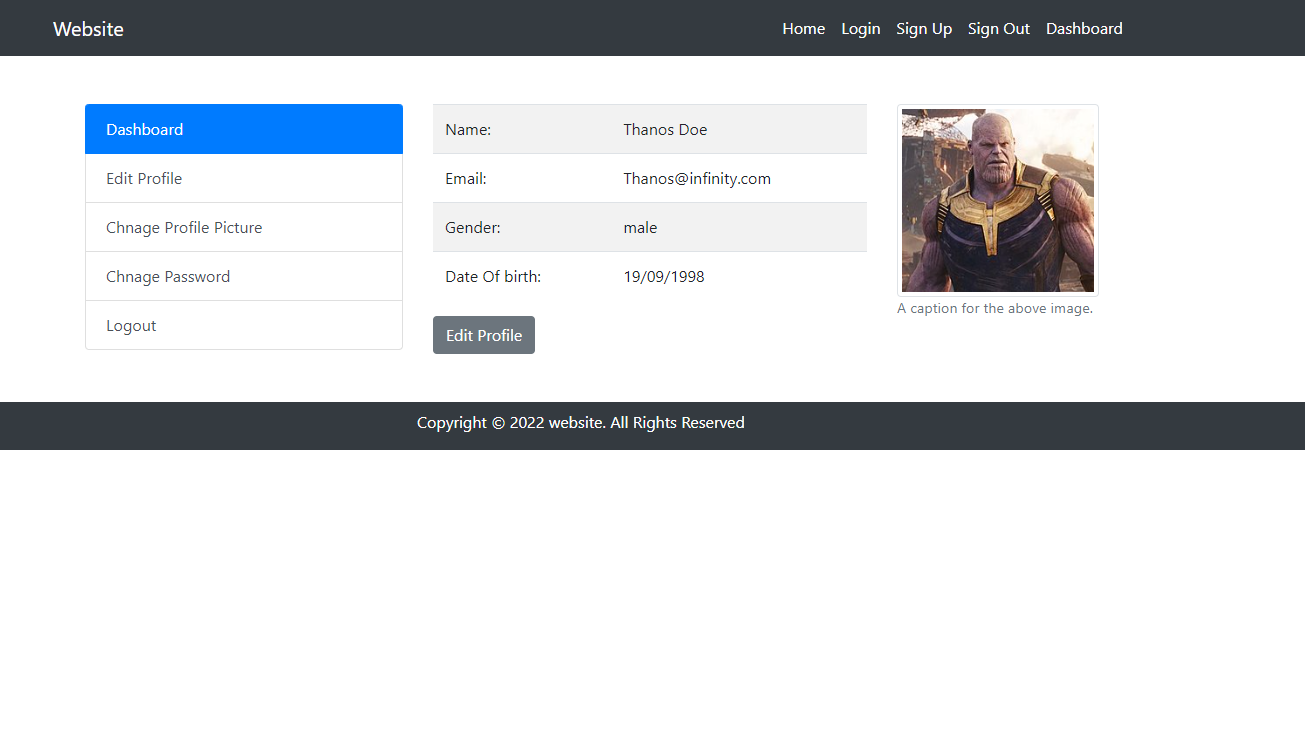 Website
Home Login Sign Up Sign Out Dashboard
Dashboard
Edit Profile
Chnage Profile Picture
Chnage Password
Logout
Name: Thanos Doe
Email: Thanos@infinity.com
Gender: male
Date Of birth: 19/09/1998
Edit Profile
A caption for the above image.
Copyright © 2022 website. All Rights Reserved